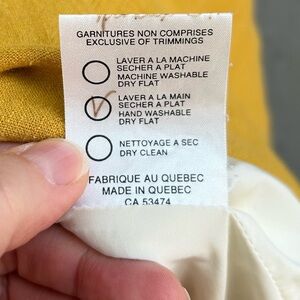 GARNITURES NON COMPRISES
EXCLUSIVE OF TRIMMINGS
LAVER A LA MACHINE
SECHER A PLAT
MACHINE WASHABLE
DRY FLAT
LAVER A LA MAIN
SECHER A PLAT
HAND WASHABLE
DRY FLAT
NETTOYAGE A SEC
DRY CLEAN
FABRIQUE AU QUEBEC
MADE IN QUEBEC
CA 53474